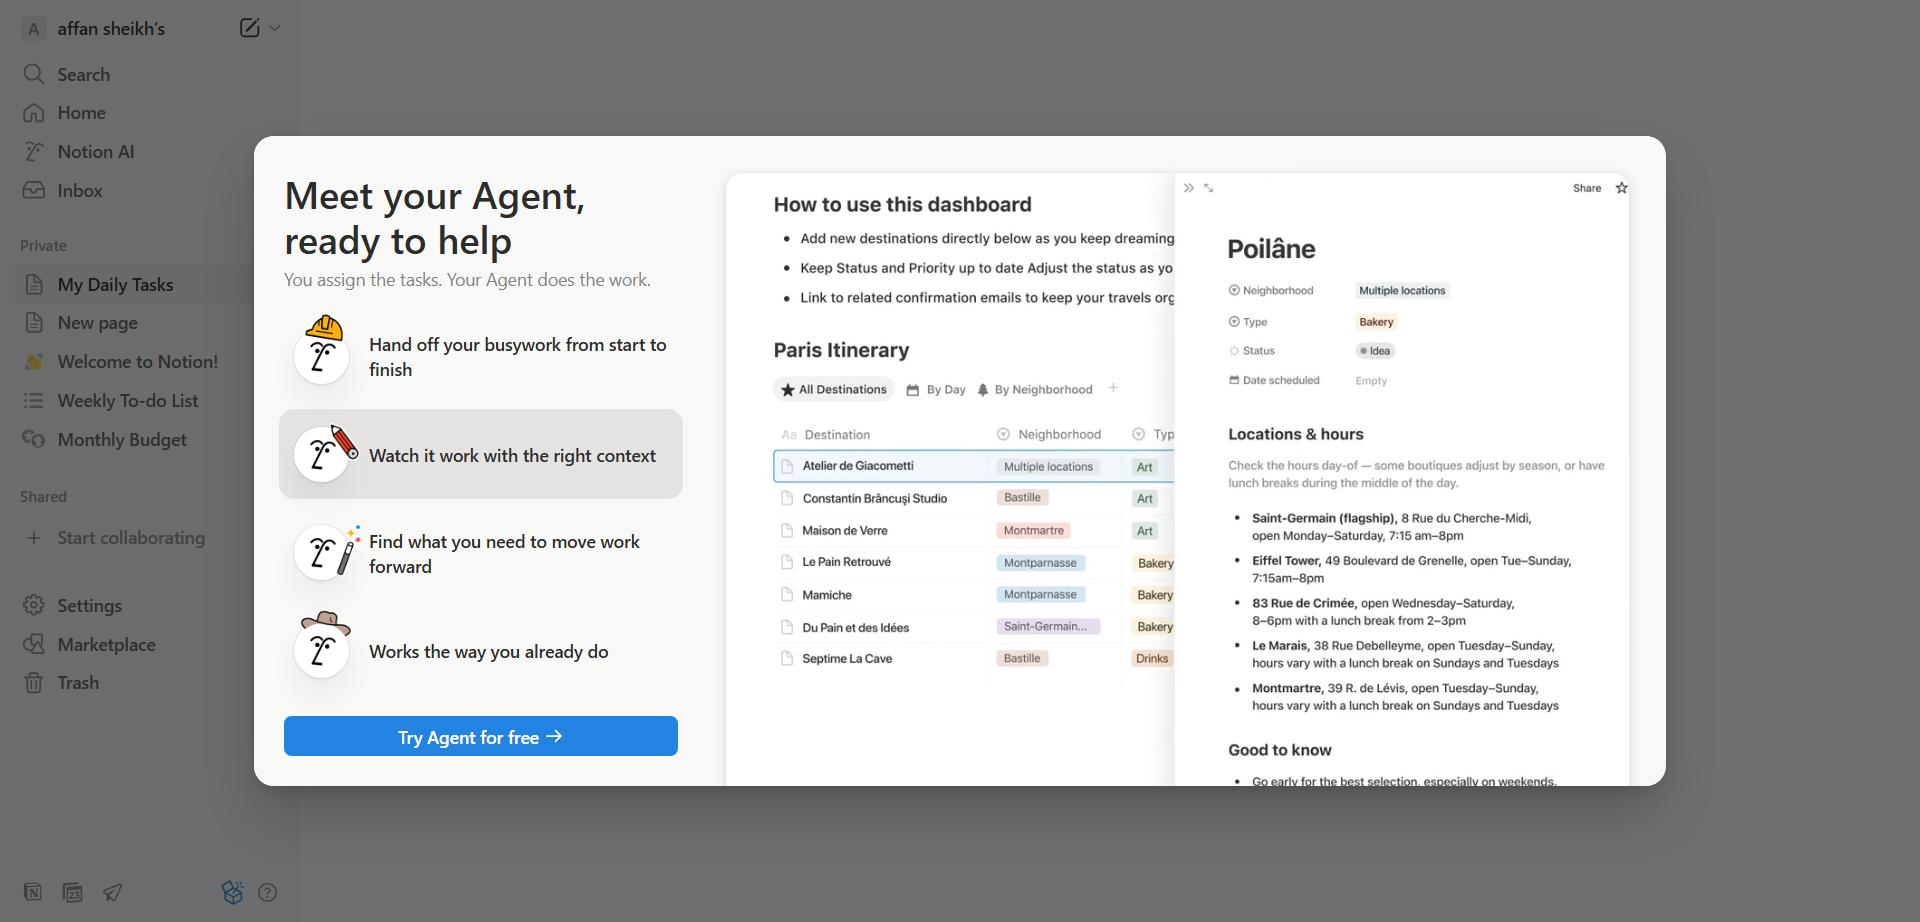 A affan sheikh's
Search
Home
Notion AI
Inbox
Private
My Daily Tasks
New page
Welcome to Notion!
Weekly To-do List
Monthly Budget
Shared
Start collaborating
Settings
Marketplace
Trash
23
Meet your Agent,
ready to help
You assign the tasks. Your Agent does the work.
Hand off your busywork from start to
finish
Watch it work with the right context
Find what you need to move work
forward
Works the way you already do
Try Agent for free →
How to use this dashboard
• Add new destinations directly below as you keep dreaming
• Keep Status and Priority up to date Adjust the status as yo
• Link to related confirmation emails to keep your travels org
Paris Itinerary
All Destinations By Day By Neighborhood +
Aa Destination Neighborhood Typ
Atelier de Giacometti Multiple locations Art
Constantin Brâncuşi Studio Bastille Art
Maison de Verre Montmartre Art
Le Pain Retrouvé Montparnasse Bakery
Mamiche Montparnasse Bakery
Du Pain et des Idées Saint-Germain... Bakery
Septime La Cave Bastille Drinks
Share
Poilâne
Neighborhood Multiple locations
Type Bakery
Status Idea
Date scheduled Empty
Locations & hours
Check the hours day-of — some boutiques adjust by season, or have
lunch breaks during the middle of the day.
• Saint-Germain (flagship), 8 Rue du Cherche-Midi,
open Monday–Saturday, 7:15 am–8pm
• Eiffel Tower, 49 Boulevard de Grenelle, open Tue–Sunday,
7:15am–8pm
• 83 Rue de Crimée, open Wednesday–Saturday,
8–6pm with a lunch break from 2–3pm
• Le Marais, 38 Rue Debelleyme, open Tuesday–Sunday,
hours vary with a lunch break on Sundays and Tuesdays
• Montmartre, 39 R. de Lévis, open Tuesday–Sunday,
hours vary with a lunch break on Sundays and Tuesdays
Good to know
• Go early for the best selection, especially on weekends.